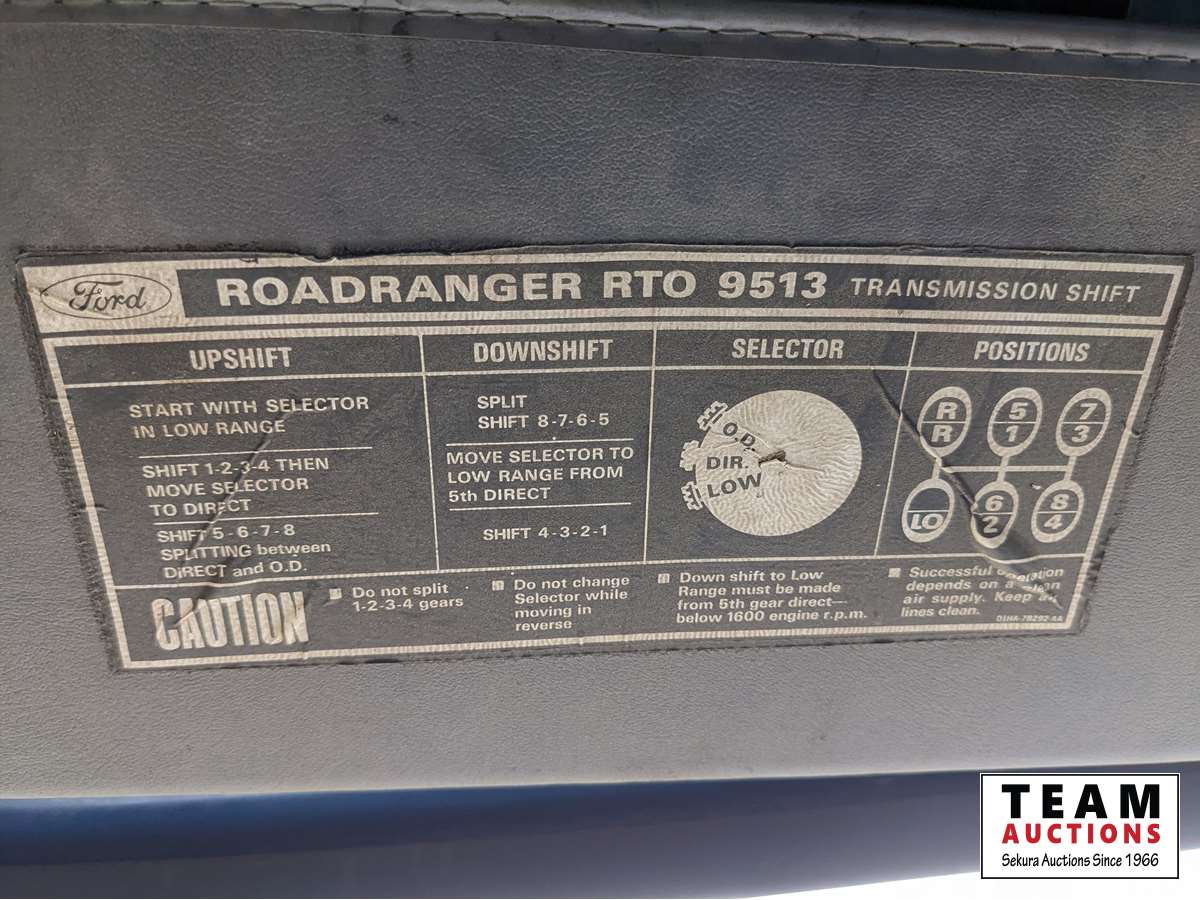 Ford
ROADRANGER RTO 9513 TRANSMISSION SHIFT
UPSHIFT
START WITH SELECTOR
IN LOW RANGE
SHIFT 1-2-3-4 THEN
MOVE SELECTOR
TO DIRECT
SHIFT 5-6-7-8
SPLITTING between
DIRECT and O.D.
DOWNSHIFT
SPLIT
SHIFT 8-7-6-5
MOVE SELECTOR TO
LOW RANGE FROM
5th DIRECT
SHIFT 4-3-2-1
SELECTOR
O.D.
DIR.
LOW
POSITIONS
R 5 7
R 1 3
LO 6 8
2 4
CAUTION
Do not split
1-2-3-4 gears
Do not change
Selector while
moving in
reverse
Down shift to Low
Range must be made
from 5th gear direct—
below 1600 engine r.p.m.
Successful
depends on a
air supply. Keep air
lines clean.
D1HA-7B292-AA
TEAM
AUCTIONS
Sekura Auctions Since 1966